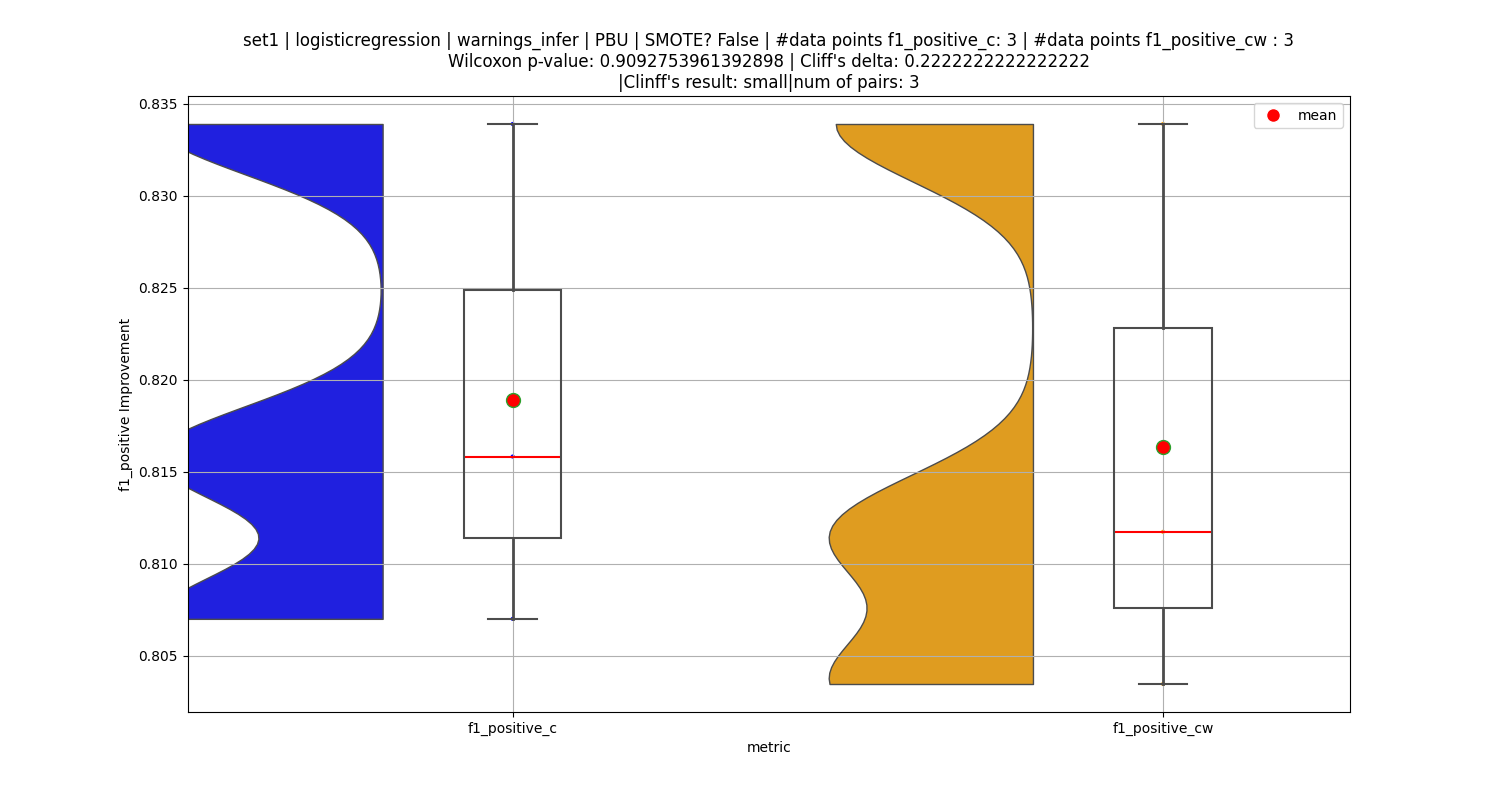 set1 | logisticregression | warnings_infer | PBU | SMOTE? False | #data points f1_positive_c: 3 | #data points f1_positive_cw : 3
Wilcoxon p-value: 0.9092753961392898 | Cliff's delta: 0.2222222222222222
|Clinff's result: small|num of pairs: 3
mean
0.835
0.830
0.825
0.820
0.815
0.810
0.805
f1_positive Improvement
f1_positive_c
f1_positive_cw
metric